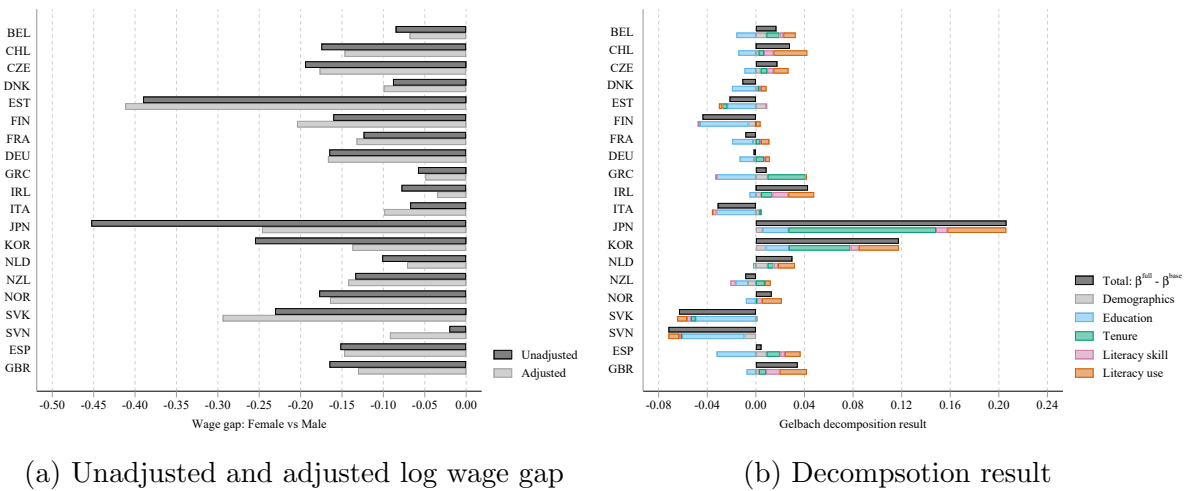 BEL
CHL
CZE
DNK
EST
FIN
FRA
DEU
GRC
IRL
ITA
JPN
KOR
NLD
NZL
NOR
SVK
SVN
ESP
GBR
Unadjusted
Adjusted
-0.50 -0.45 -0.40 -0.35 -0.30 -0.25 -0.20 -0.15 -0.10 -0.05 0.00
Wage gap: Female vs Male
(a) Unadjusted and adjusted log wage gap
BEL
CHL
CZE
DNK
EST
FIN
FRA
DEU
GRC
IRL
ITA
JPN
KOR
NLD
NZL
NOR
SVK
SVN
ESP
GBR
Total: β^full - β^base
Demographics
Education
Tenure
Literacy skill
Literacy use
-0.08 -0.04 0.00 0.04 0.08 0.12 0.16 0.20 0.24
Gelbach decomposition result
(b) Decompsotion result